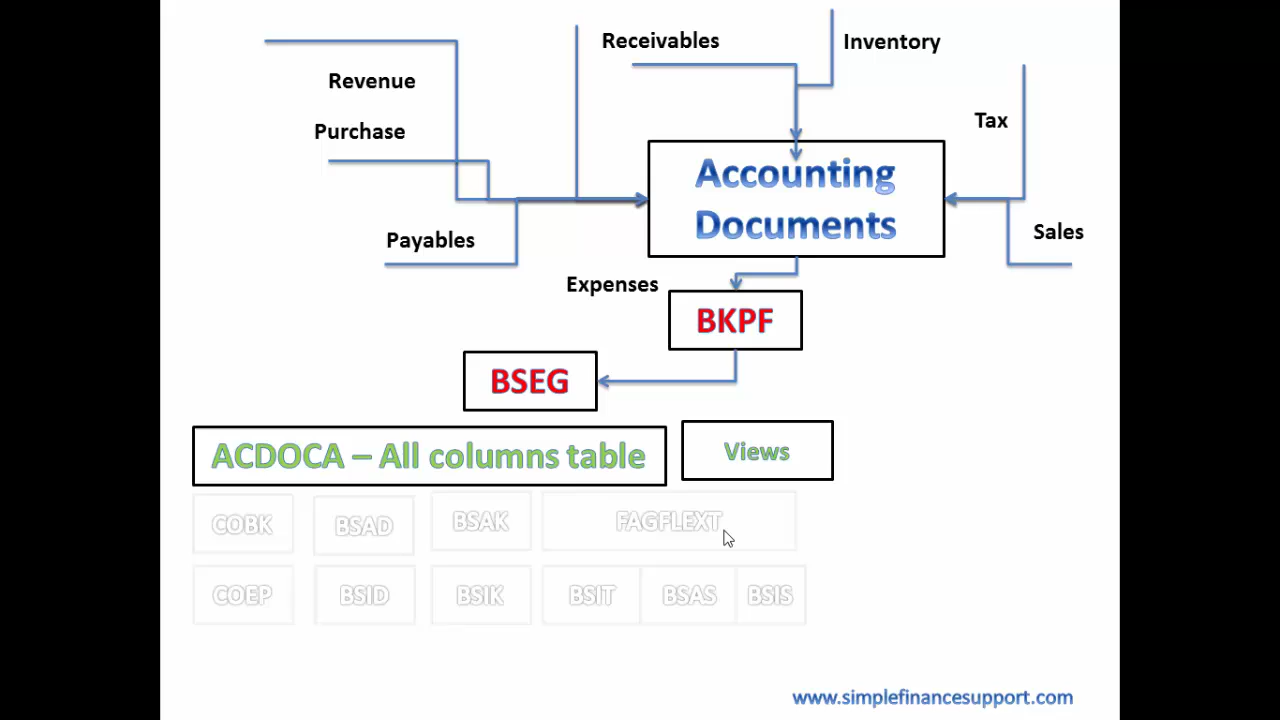 Receivables
Inventory
Revenue
Tax
Purchase
Accounting
Documents
Payables
Sales
Expenses
BKPF
BSEG
ACDOCA – All columns table
Views
COBK
BSAD
BSAK
FAGFLEXT
COEP
BSID
BSIK
BSIT
BSAS
BSIS
www.simplefinancesupport.com